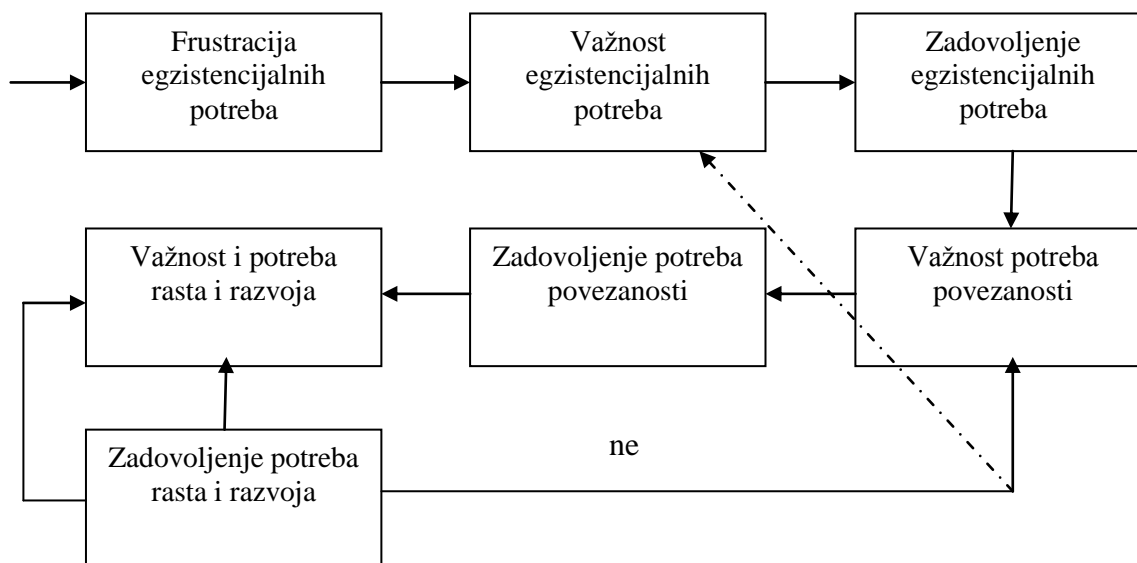 Frustracija
egzistencijalnih
potreba
Važnost
egzistencijalnih
potreba
Zadovoljenje
egzistencijalnih
potreba
Važnost i potreba
rasta i razvoja
Zadovoljenje potreba
povezanosti
Važnost potreba
povezanosti
Zadovoljenje potreba
rasta i razvoja
ne